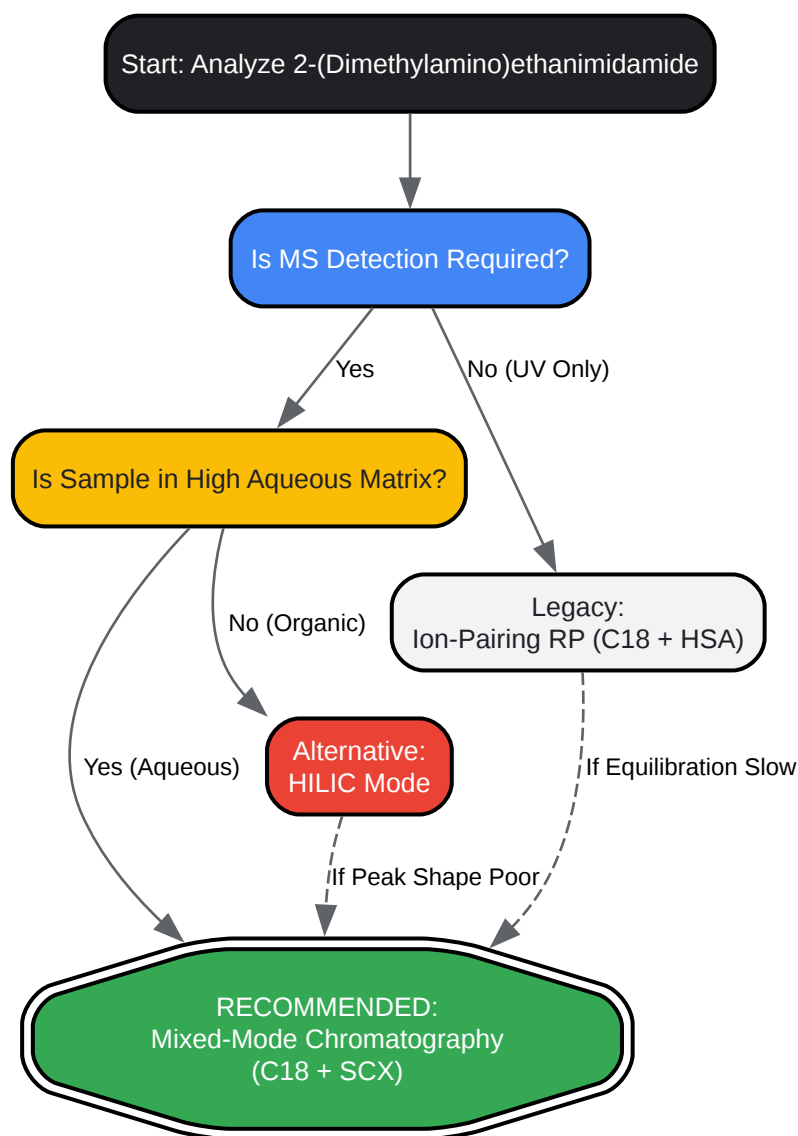 Start: Analyze 2-(Dimethylamino)ethanimidamide
Is MS Detection Required?
Yes
No (UV Only)
Is Sample in High Aqueous Matrix?
No (Organic)
Legacy:
Ion-Pairing RP (C18 + HSA)
Yes (Aqueous)
Alternative:
HILIC Mode
If Equilibration Slow
If Peak Shape Poor
RECOMMENDED:
Mixed-Mode Chromatography
(C18 + SCX)